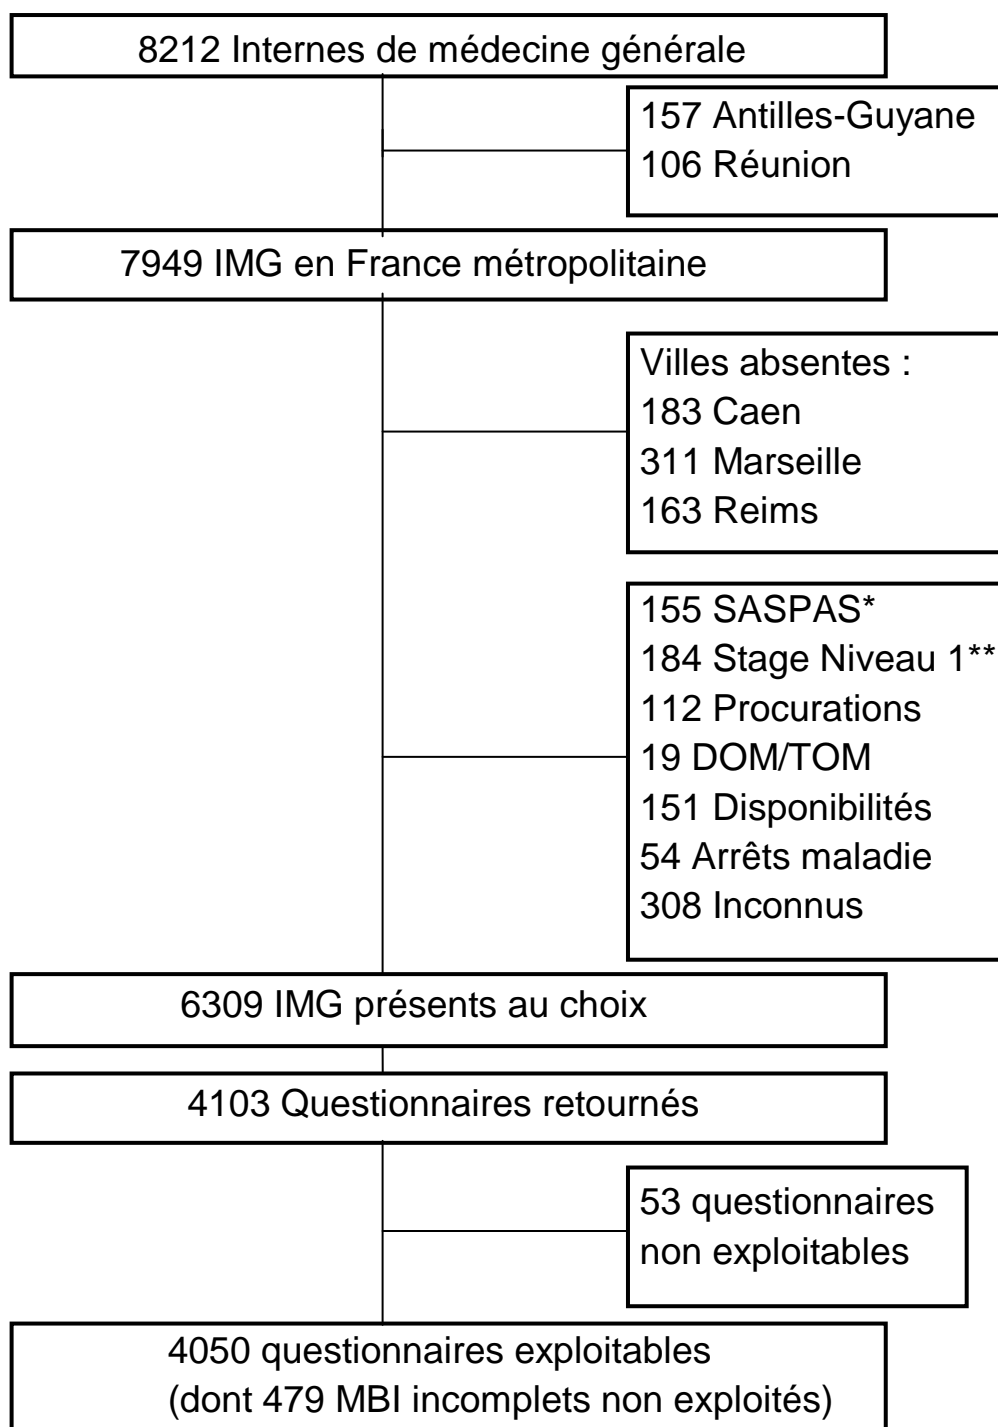 8212 Internes de médecine générale
157 Antilles-Guyane
106 Réunion
7949 IMG en France métropolitaine
Villes absentes :
183 Caen
311 Marseille
163 Reims
155 SASPAS*
184 Stage Niveau 1**
112 Procurations
19 DOM/TOM
151 Disponibilités
54 Arrêts maladie
308 Inconnus
6309 IMG présents au choix
4103 Questionnaires retournés
53 questionnaires
non exploitables
4050 questionnaires exploitables
(dont 479 MBI incomplets non exploités)